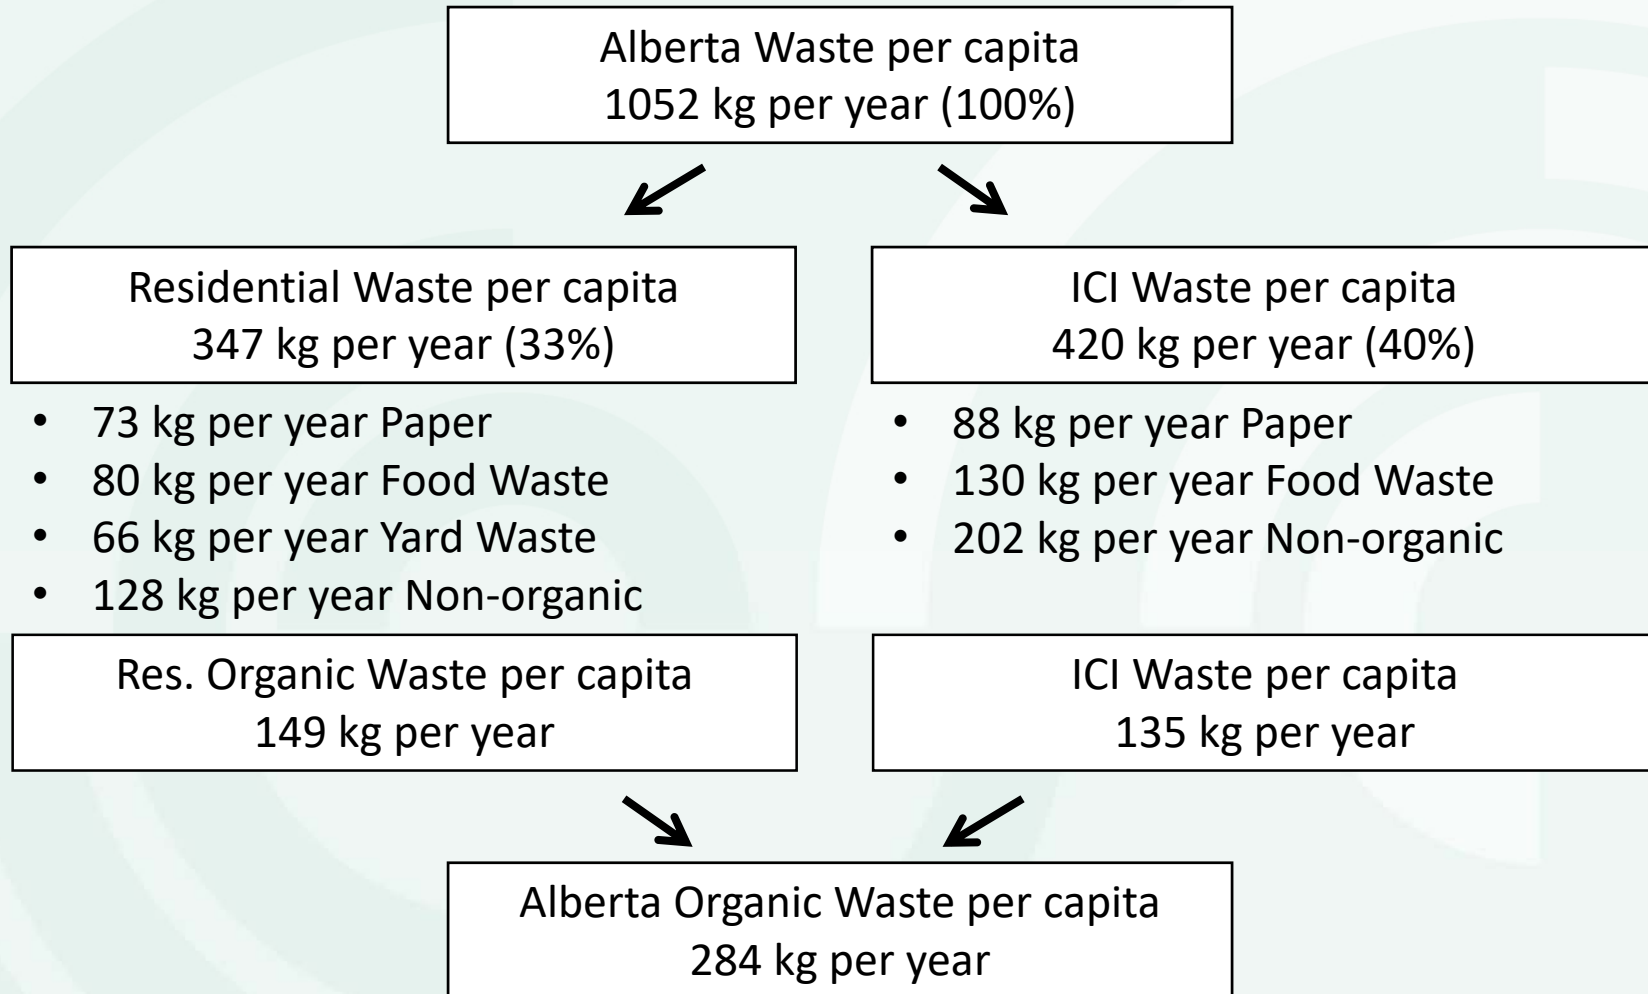 Alberta Waste per capita
1052 kg per year (100%)
Residential Waste per capita
347 kg per year (33%)
• 73 kg per year Paper
• 80 kg per year Food Waste
• 66 kg per year Yard Waste
• 128 kg per year Non-organic
ICI Waste per capita
420 kg per year (40%)
• 88 kg per year Paper
• 130 kg per year Food Waste
• 202 kg per year Non-organic
Res. Organic Waste per capita
149 kg per year
ICI Waste per capita
135 kg per year
Alberta Organic Waste per capita
284 kg per year